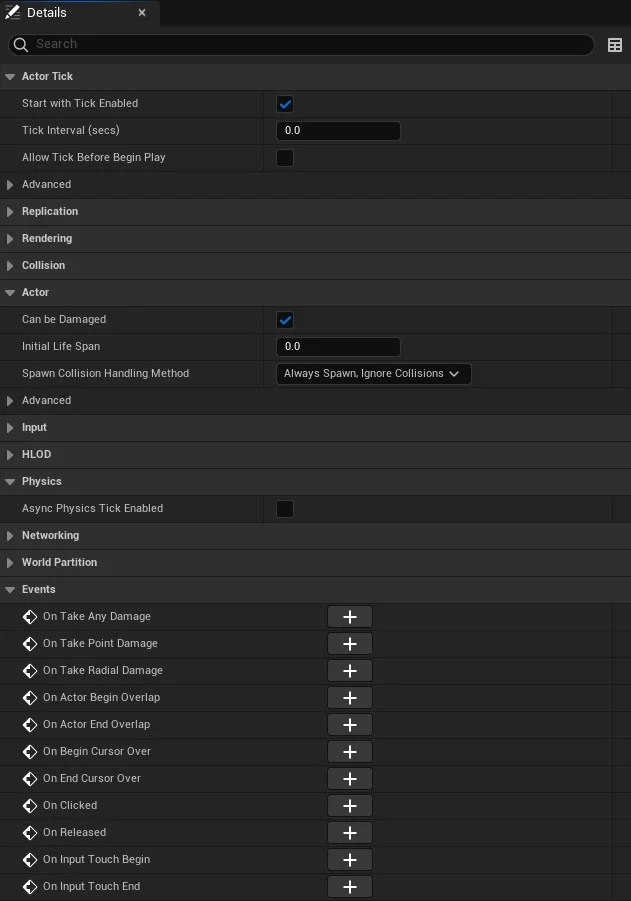 Details
Search
Actor Tick
Start with Tick Enabled
Tick Interval (secs) 0.0
Allow Tick Before Begin Play
Advanced
Replication
Rendering
Collision
Actor
Can be Damaged
Initial Life Span 0.0
Spawn Collision Handling Method Always Spawn, Ignore Collisions
Advanced
Input
HLOD
Physics
Async Physics Tick Enabled
Networking
World Partition
Events
On Take Any Damage
On Take Point Damage
On Take Radial Damage
On Actor Begin Overlap
On Actor End Overlap
On Begin Cursor Over
On End Cursor Over
On Clicked
On Released
On Input Touch Begin
On Input Touch End